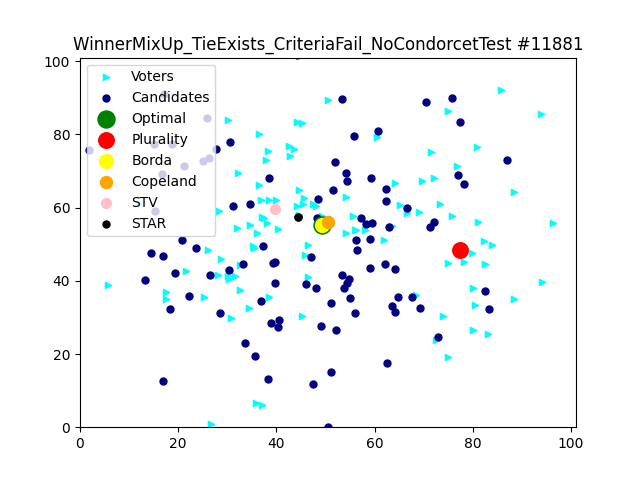 WinnerMixUp_TieExists_CriteriaFail_NoCondorcetTest #11881
100
80
60
40
20
0
Voters
Candidates
Optimal
Plurality
Borda
Copeland
STV
STAR
0 20 40 60 80 100